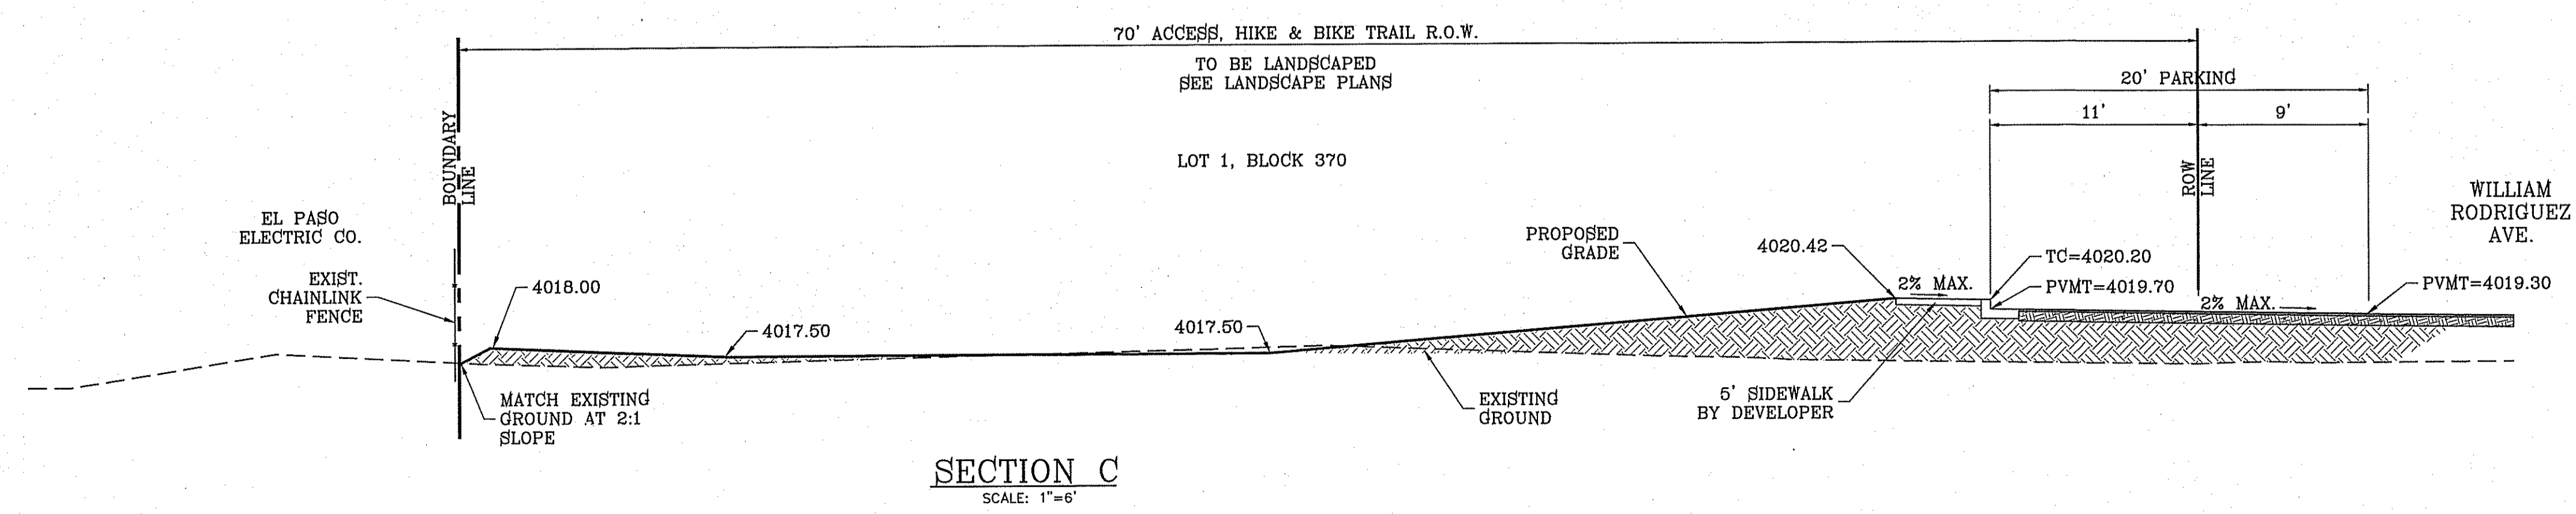 70' ACCESS, HIKE & BIKE TRAIL R.O.W.
TO BE LANDSCAPED
SEE LANDSCAPE PLANS
20' PARKING
11'
9'
BOUNDARY
LINE
LOT 1, BLOCK 370
ROW
LINE
WILLIAM
RODRIGUEZ
AVE.
EL PASO
ELECTRIC CO.
EXIST.
CHAINLINK
FENCE
4018.00
4017.50
4017.50
PROPOSED
GRADE
4020.42
2% MAX.
TC=4020.20
PVMT=4019.70
2% MAX.
PVMT=4019.30
MATCH EXISTING
GROUND AT 2:1
SLOPE
EXISTING
GROUND
5' SIDEWALK
BY DEVELOPER
SECTION C
SCALE: 1"=6'